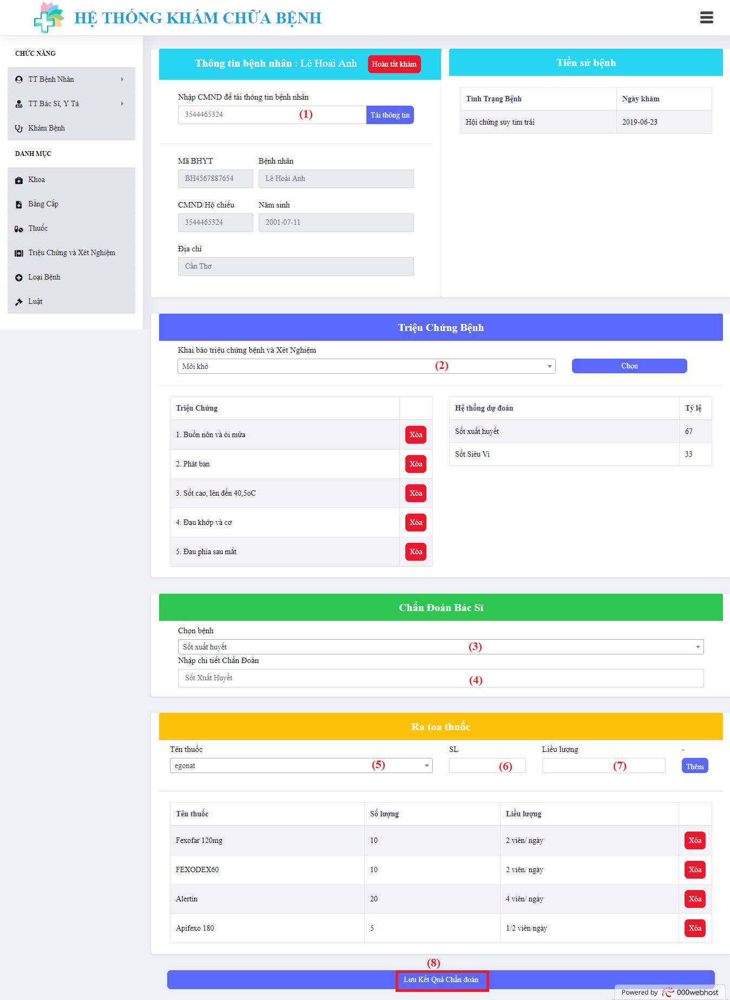 HỆ THỐNG KHÁM CHỮA BỆNH
CHỨC NĂNG
TT Bệnh Nhân
TT Bác Sĩ, Y Tá
Khám Bệnh
DANH MỤC
Khoa
Bằng Cấp
Thuốc
Triệu Chứng và Xét Nghiệm
Loại Bệnh
Luật
Thông tin bệnh nhân : Lê Hoài Anh
Hoàn tất khám
Nhập CMND để tải thông tin bệnh nhân
3544465324
(1)
Tải thông tin
Mã BHYT
Bệnh nhân
BH4567887654
Lê Hoài Anh
CMND/Hộ chiếu
Năm sinh
3544465324
2001-07-11
Địa chỉ
Cần Thơ
Tiền sử bệnh
Tình Trạng Bệnh
Ngày khám
Hội chứng suy tim trái
2019-06-23
Triệu Chứng Bệnh
Khai báo triệu chứng bệnh và Xét Nghiệm
Môi khô
(2)
Chọn
Triệu Chứng
1. Buồn nôn và ói mửa
Xóa
2. Phát ban
Xóa
3. Sốt cao, lên đến 40,5oC
Xóa
4. Đau khớp và cơ
Xóa
5. Đau phía sau mắt
Xóa
Hệ thống dự đoán
Tỷ lệ
Sốt xuất huyết
67
Sốt Siêu Vi
33
Chẩn Đoán Bác Sĩ
Chọn bệnh
Sốt xuất huyết
(3)
Nhập chi tiết Chẩn Đoán
Sốt Xuất Huyết
(4)
Ra toa thuốc
Tên thuốc
SL
Liều lượng
-
egonat
(5)
(6)
(7)
Thêm
Tên thuốc
Số lượng
Liều lượng
Fexofar 120mg
10
2 viên/ ngày
Xóa
FEXODEX60
10
2 viên/ ngày
Xóa
Alertin
20
4 viên/ ngày
Xóa
Apifexo 180
5
1/2 viên/ngày
Xóa
(8)
Lưu Kết Quả Chẩn đoán
Powered by 000webhost